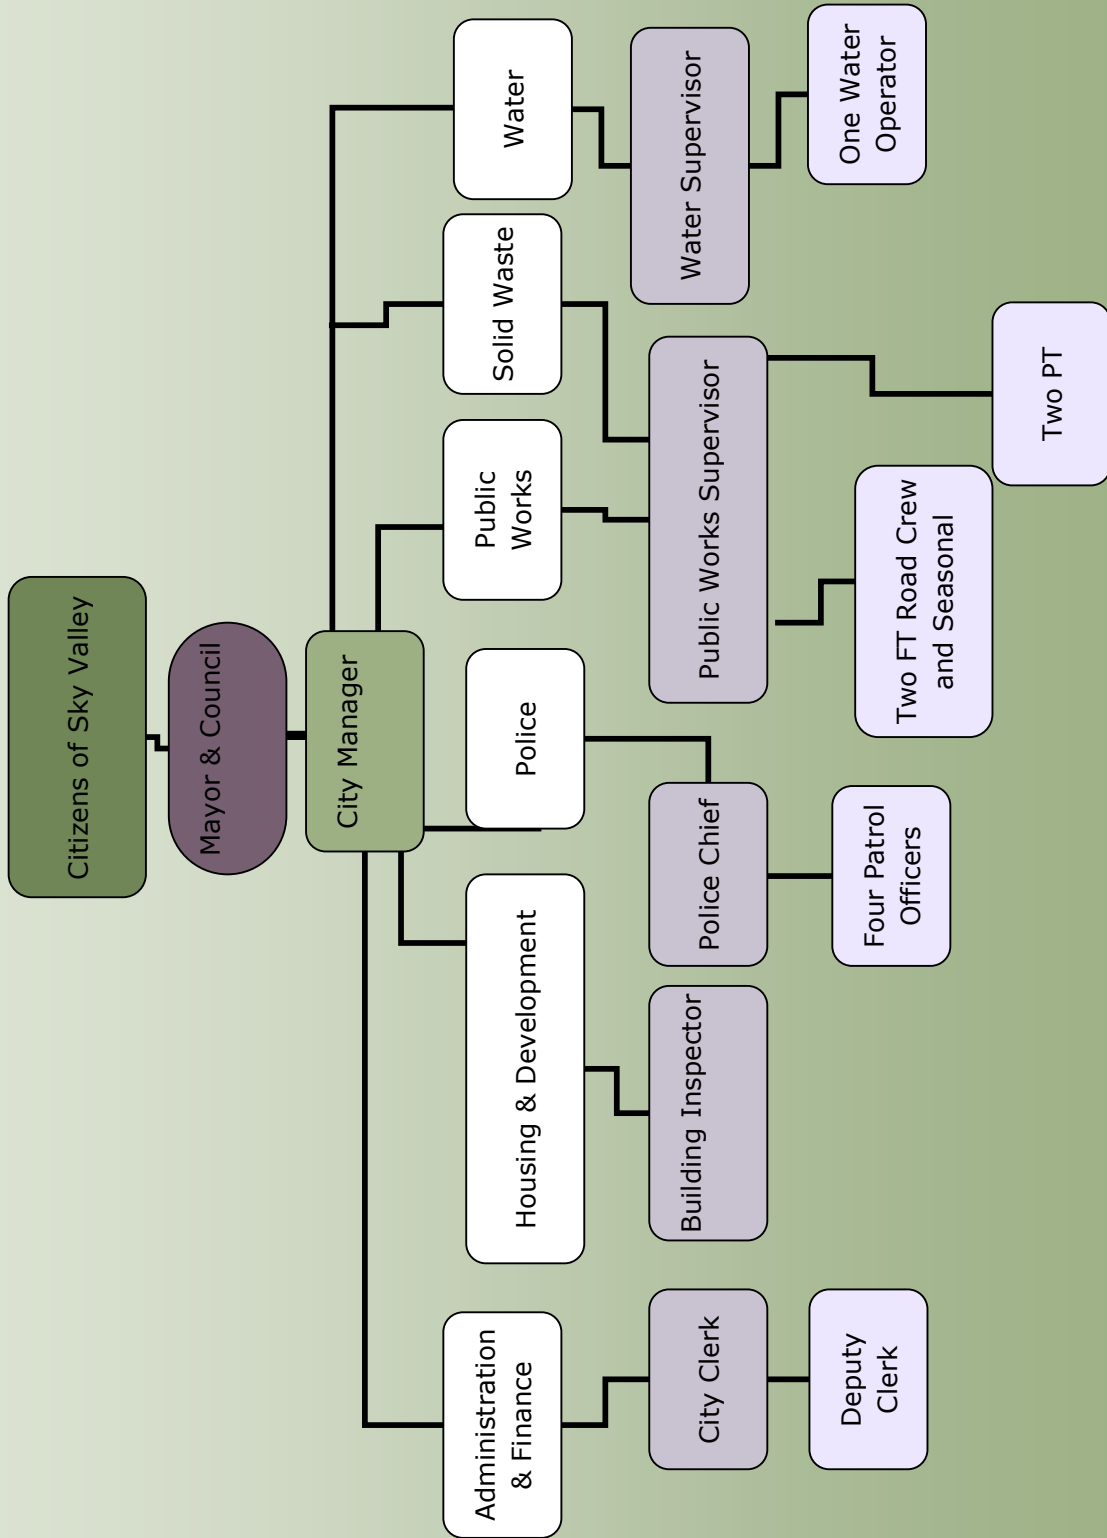 Citizens of Sky Valley
Mayor & Council
City Manager
Administration
& Finance
Housing & Development
Police
Public
Works
Solid Waste
Water
City Clerk
Building Inspector
Police Chief
Public Works Supervisor
Water Supervisor
Deputy
Clerk
Four Patrol
Officers
Two FT Road Crew
and Seasonal
Two PT
One Water
Operator